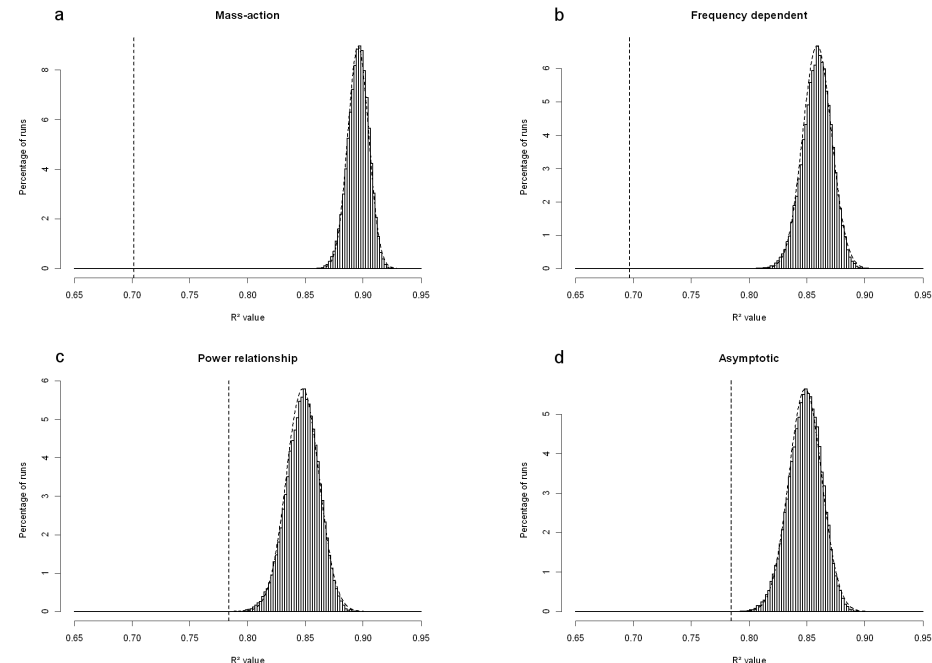 a
Mass-action
Percentage of runs
0 2 4 6 8
0.65 0.70 0.75 0.80 0.85 0.90 0.95
R² value
b
Frequency dependent
Percentage of runs
0 1 2 3 4 5 6
0.65 0.70 0.75 0.80 0.85 0.90 0.95
R² value
c
Power relationship
Percentage of runs
0 1 2 3 4 5 6
0.65 0.70 0.75 0.80 0.85 0.90 0.95
R² value
d
Asymptotic
Percentage of runs
0 1 2 3 4 5
0.65 0.70 0.75 0.80 0.85 0.90 0.95
R² value